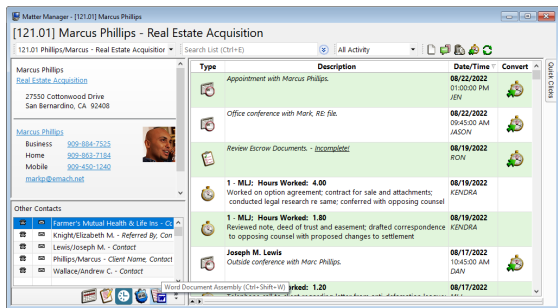 Matter Manager - [121.01] Marcus Phillips
[121.01] Marcus Phillips - Real Estate Acquisition
121.01 Phillips/Marcus - Real Estate Acquisitior
Search List (Ctrl+E)
All Activity
Marcus Phillips
Real Estate Acquisition
27550 Cottonwood Drive
San Bernardino, CA 92408
Marcus Phillips
Business 909-884-7525
Home 909-863-7184
Mobile 909-450-1240
markp@emach.net
Other Contacts
Farmer's Mutual Health & Life Ins - Cc
Knight/Elizabeth M. - Referred By, Con
Lewis/Joseph M. - Contact
Phillips/Marcus - Client Name, Contact
Wallace/Andrew C. - Contact
Word Document Assembly (Ctrl+Shift+W)
Type Description Date/Time Convert
Appointment with Marcus Phillips. 08/22/2022
01:00:00 PM
JEN
Office conference with Mark, RE: file. 08/22/2022
09:45:00 AM
JASON
Review Escrow Documents. - Incomplete! 08/19/2022
RON
1 - MLJ: Hours Worked: 4.00 08/19/2022
Worked on option agreement; contract for sale and attachments; KENDRA
conducted legal research re same; conferred with opposing counsel
1 - MLJ: Hours Worked: 1.80 08/19/2022
Reviewed note, deed of trust and easement; drafted correspondence KENDRA
to opposing counsel with proposed changes to settlement
Joseph M. Lewis 08/19/2022
Outside conference with Marc Phillips. 10:45:00 AM
DAN
rked: 1.20 08/19/2022
Quick Clicks